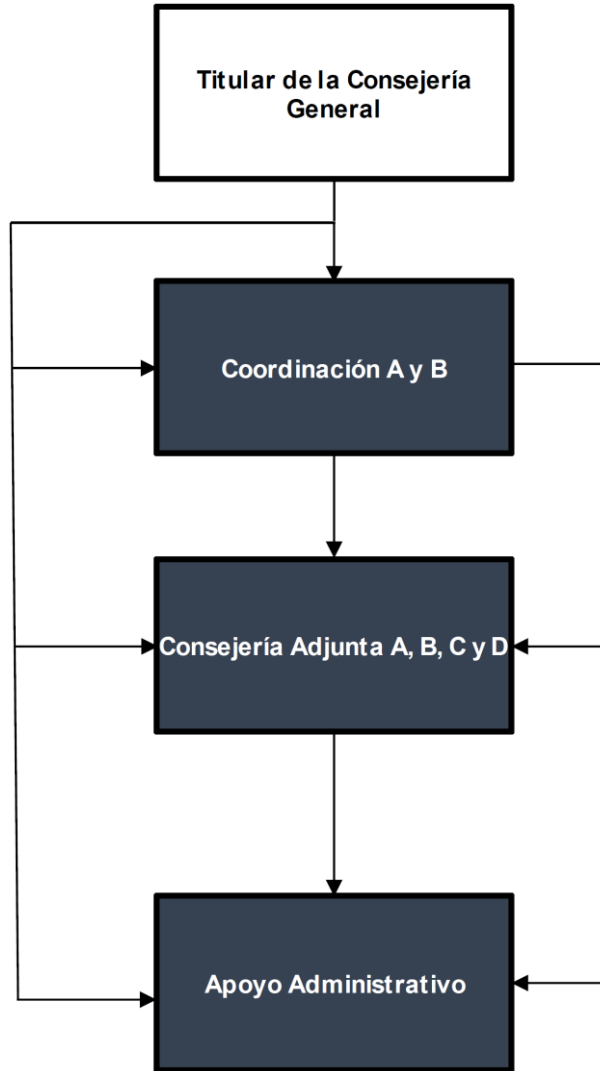 Titular de la Consejería
General
Coordinación A y B
Consejería Adjunta A, B, C y D
Apoyo Administrativo